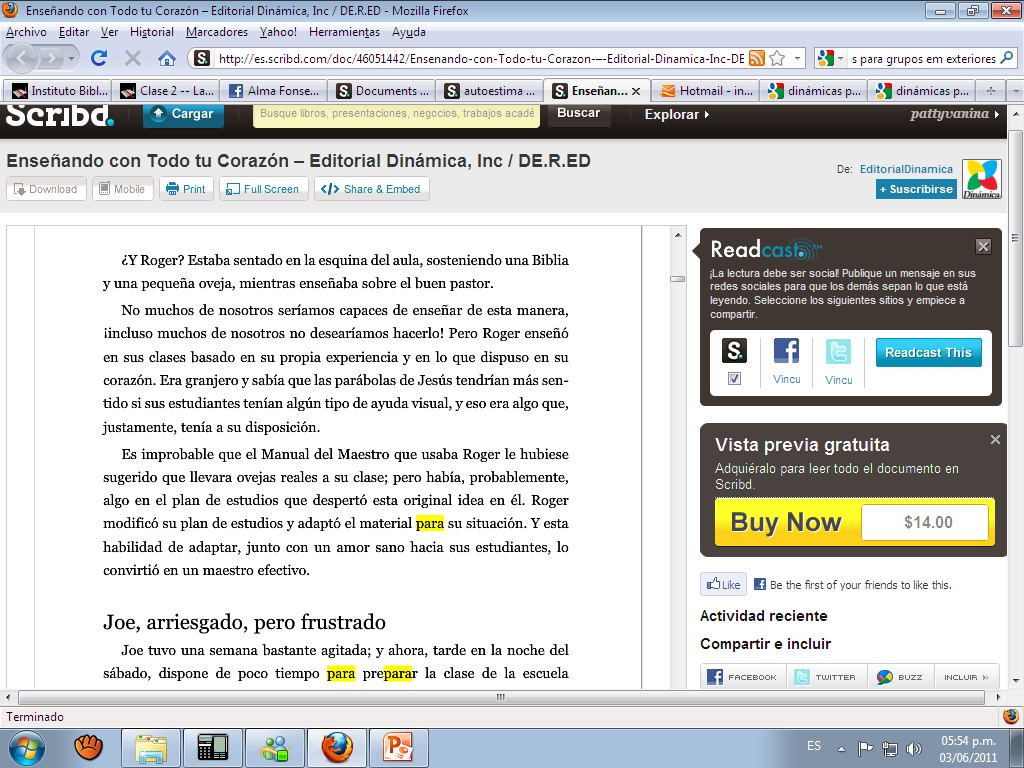 Enseñando con Todo tu Corazón – Editorial Dinámica, Inc / DE.R.ED - Mozilla Firefox
Archivo Editar Ver Historial Marcadores Yahoo! Herramientas Ayuda
http://es.scribd.com/doc/46051442/Ensenando-con-Todo-tu-Corazon-–-Editorial-Dinamica-Inc-DE
s para grupos em exteriores
Instituto Bibl... Clase 2 -- La... Alma Fonse... Documents ... autoestima ... Enseñan... Hotmail - in... dinámicas p... dinámicas p...
Scribd. Cargar Busque libros, presentaciones, negocios, trabajos acadé Buscar Explorar pattyvanina
Enseñando con Todo tu Corazón – Editorial Dinámica, Inc / DE.R.ED
Download Mobile Print Full Screen Share & Embed
De: EditorialDinamica
+ Suscribirse
Dinámica
¿Y Roger? Estaba sentado en la esquina del aula, sosteniendo una Biblia
y una pequeña oveja, mientras enseñaba sobre el buen pastor.
No muchos de nosotros seríamos capaces de enseñar de esta manera,
¡incluso muchos de nosotros no desearíamos hacerlo! Pero Roger enseñó
en sus clases basado en su propia experiencia y en lo que dispuso en su
corazón. Era granjero y sabía que las parábolas de Jesús tendrían más sen-
tido si sus estudiantes tenían algún tipo de ayuda visual, y eso era algo que,
justamente, tenía a su disposición.
Es improbable que el Manual del Maestro que usaba Roger le hubiese
sugerido que llevara ovejas reales a su clase; pero había, probablemente,
algo en el plan de estudios que despertó esta original idea en él. Roger
modificó su plan de estudios y adaptó el material para su situación. Y esta
habilidad de adaptar, junto con un amor sano hacia sus estudiantes, lo
convirtió en un maestro efectivo.
Joe, arriesgado, pero frustrado
Joe tuvo una semana bastante agitada; y ahora, tarde en la noche del
sábado, dispone de poco tiempo para preparar la clase de la escuela
Readcast™
¡La lectura debe ser social! Publique un mensaje en sus
redes sociales para que los demás sepan lo que está
leyendo. Seleccione los siguientes sitios y empiece a
compartir.
Readcast This
Vincu Vincu
Vista previa gratuita
Adquiéralo para leer todo el documento en
Scribd.
Buy Now $14.00
Like Be the first of your friends to like this.
Actividad reciente
Compartir e incluir
FACEBOOK TWITTER BUZZ INCLUIR »
Terminado
ES
05:54 p.m.
03/06/2011